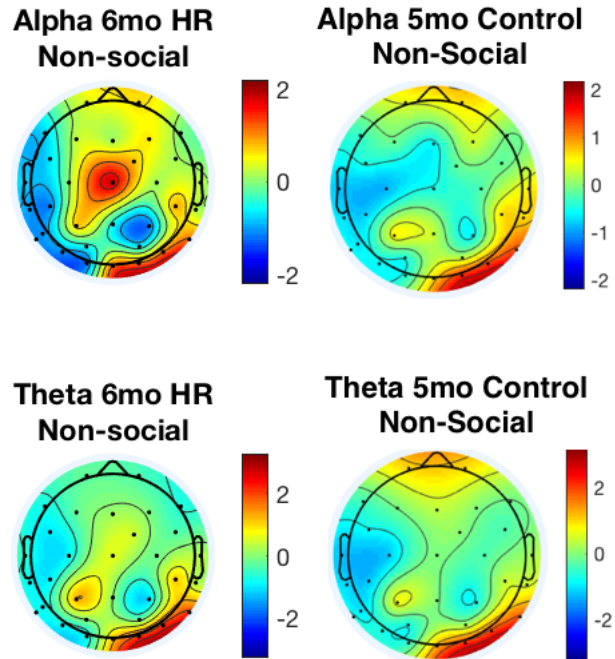 Alpha 6mo HR
Non-social
Alpha 5mo Control
Non-Social
2
0
-2
2
1
0
-1
-2
Theta 6mo HR
Non-social
Theta 5mo Control
Non-Social
2
0
-2
2
0
-2